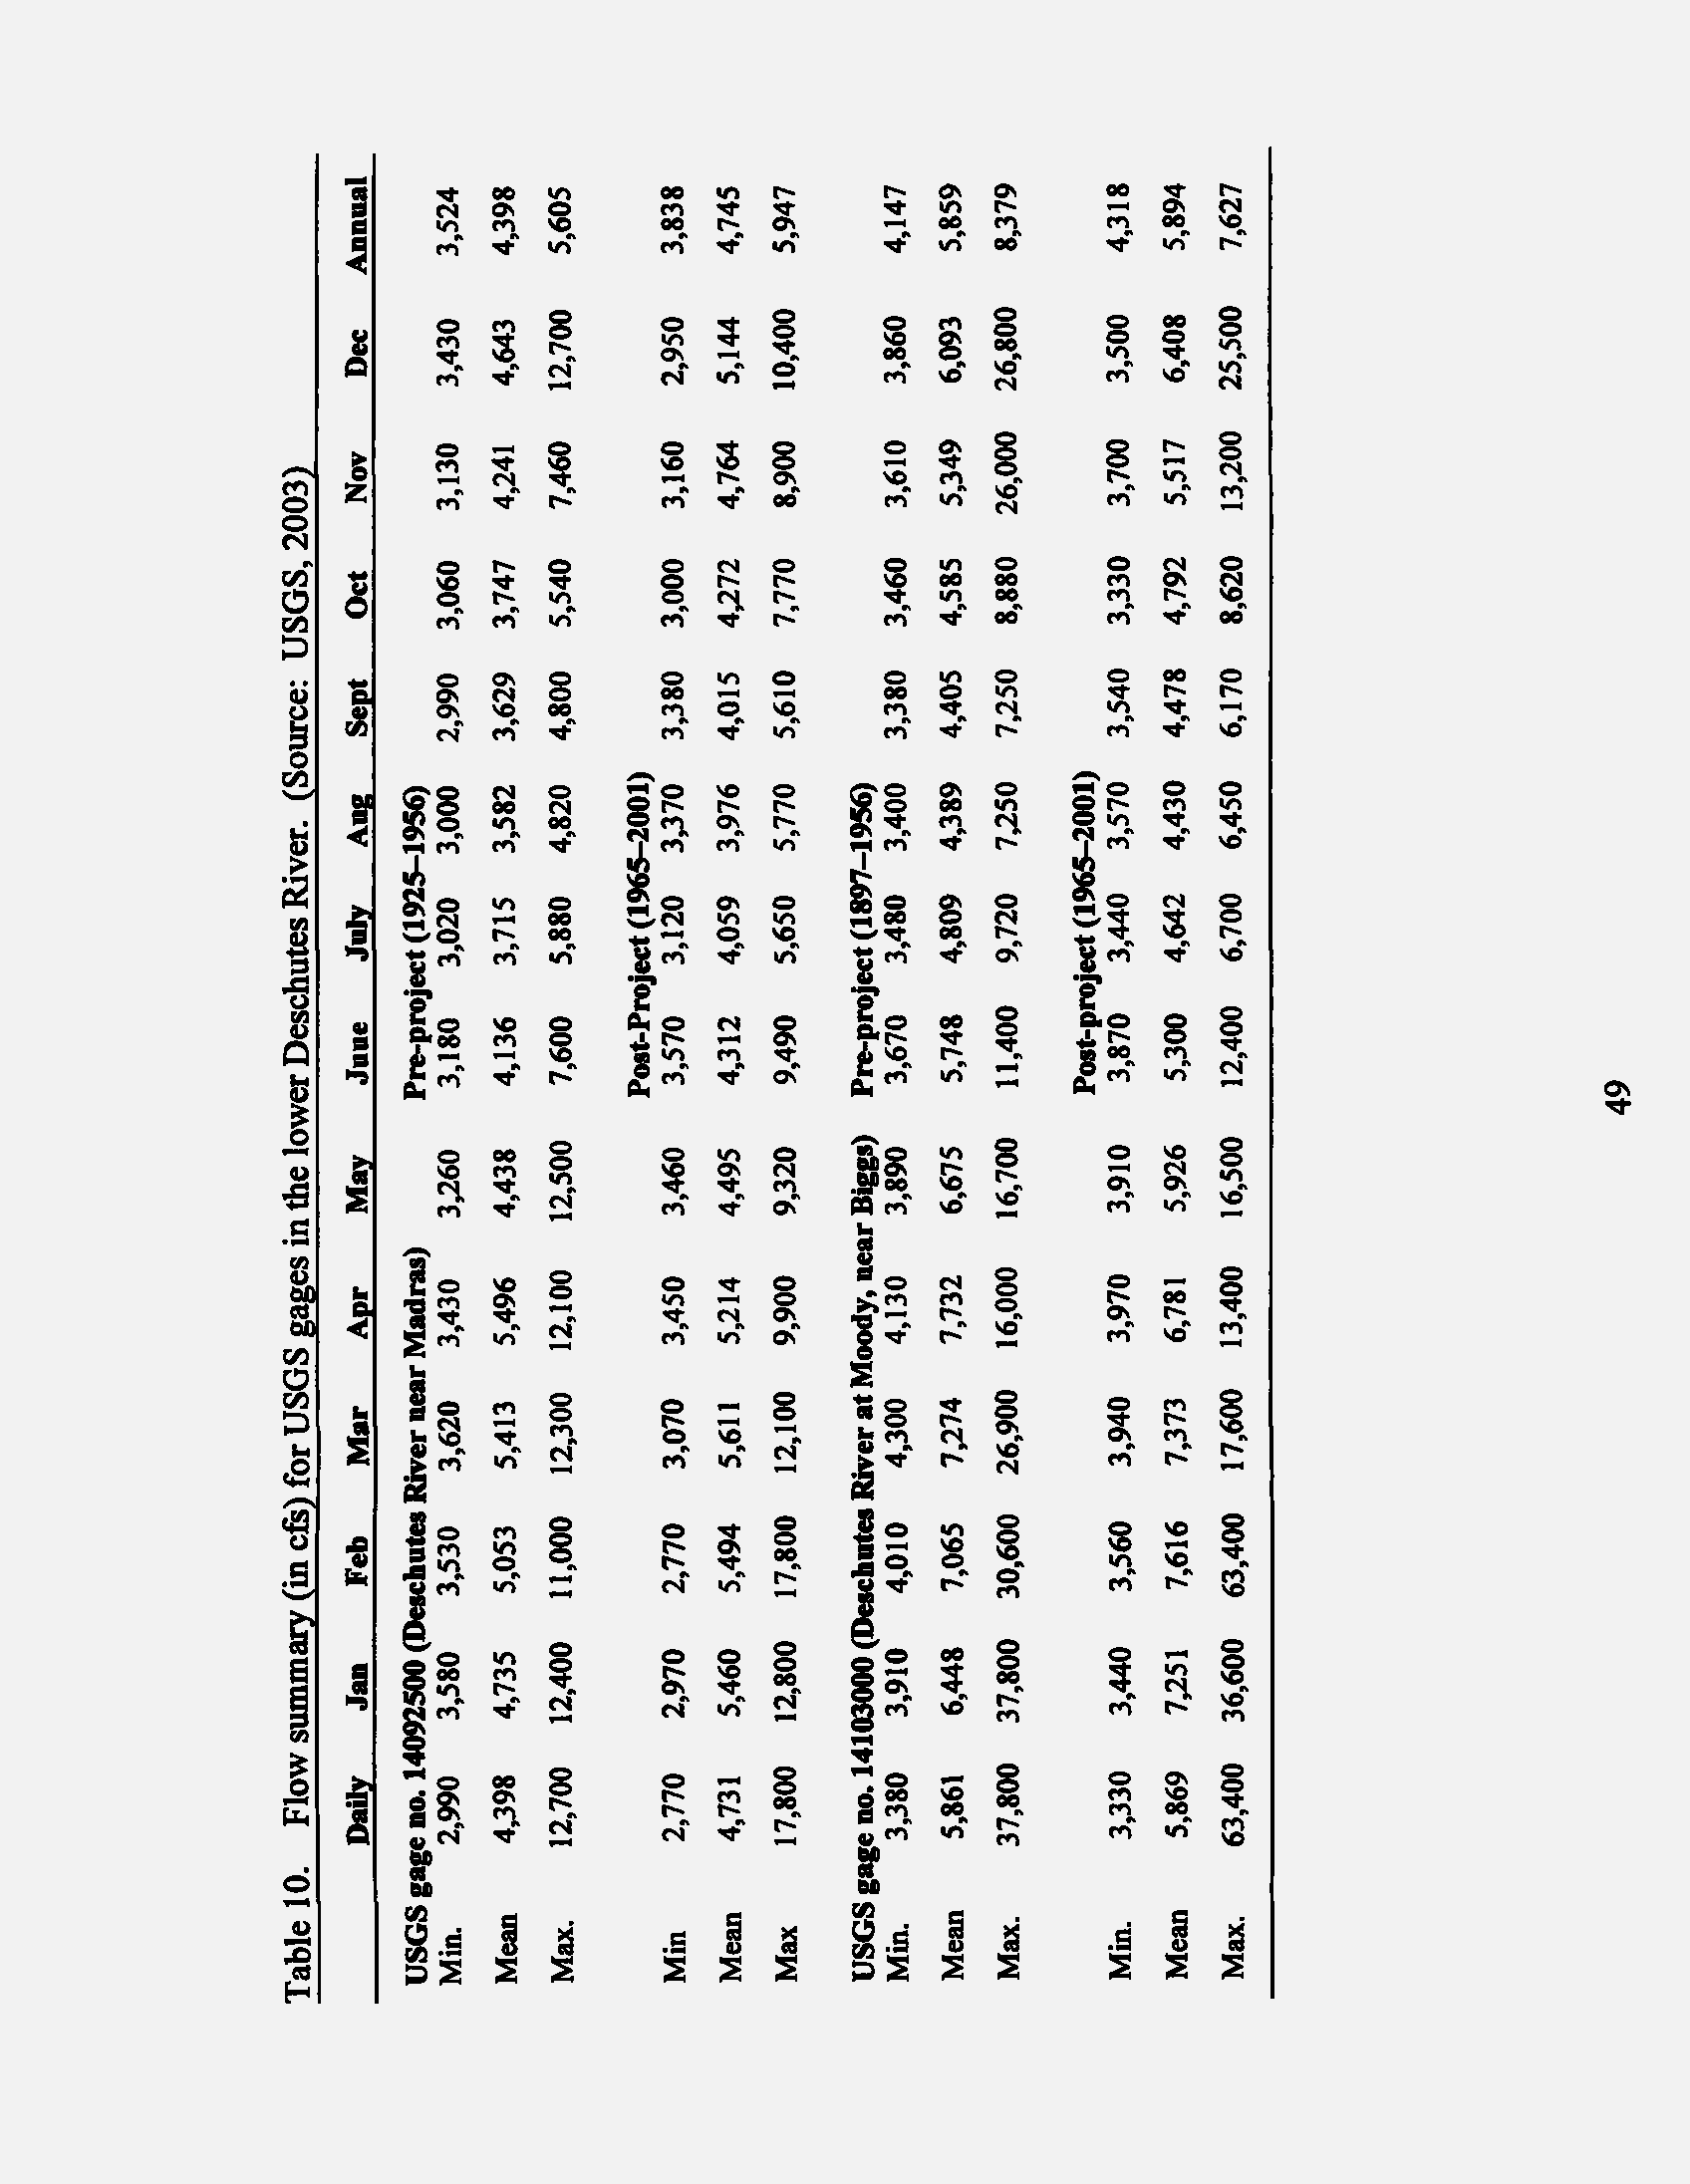 Table 10. Flow summary (in cfs) for USGS gages in the lower Deschutes River. (Source: USGS, 2003)
Daily Jan Feb Mar Apr May June July Aug Sept Oct Nov Dec Annual
USGS gage no. 14092500 (Deschutes River near Madras) Pre-project (1925–1956)
Min. 2,990 3,580 3,530 3,620 3,430 3,260 3,180 3,020 3,000 2,990 3,060 3,130 3,430 3,524
Mean 4,398 4,735 5,053 5,413 5,496 4,438 4,136 3,715 3,582 3,629 3,747 4,241 4,643 4,398
Max. 12,700 12,400 11,000 12,300 12,100 12,500 7,600 5,880 4,820 4,800 5,540 7,460 12,700 5,605
Post-Project (1965–2001)
Min 2,770 2,970 2,770 3,070 3,450 3,460 3,570 3,120 3,370 3,380 3,000 3,160 2,950 3,838
Mean 4,731 5,460 5,494 5,611 5,214 4,495 4,312 4,059 3,976 4,015 4,272 4,764 5,144 4,745
Max 17,800 12,800 17,800 12,100 9,900 9,320 9,490 5,650 5,770 5,610 7,770 8,900 10,400 5,947
USGS gage no. 14103000 (Deschutes River at Moody, near Biggs) Pre-project (1897–1956)
Min. 3,380 3,910 4,010 4,300 4,130 3,890 3,670 3,480 3,400 3,380 3,460 3,610 3,860 4,147
Mean 5,861 6,448 7,065 7,274 7,732 6,675 5,748 4,809 4,389 4,405 4,585 5,349 6,093 5,859
Max. 37,800 37,800 30,600 26,900 16,000 16,700 11,400 9,720 7,250 7,250 8,880 26,000 26,800 8,379
Post-project (1965–2001)
Min. 3,330 3,440 3,560 3,940 3,970 3,910 3,870 3,440 3,570 3,540 3,330 3,700 3,500 4,318
Mean 5,869 7,251 7,616 7,373 6,781 5,926 5,300 4,642 4,430 4,478 4,792 5,517 6,408 5,894
Max. 63,400 36,600 63,400 17,600 13,400 16,500 12,400 6,700 6,450 6,170 8,620 13,200 25,500 7,627
49